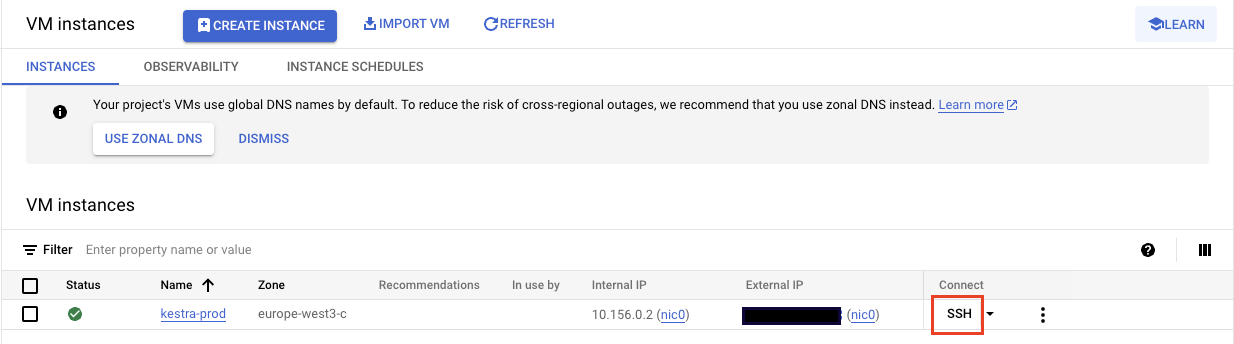 VM instances CREATE INSTANCE IMPORT VM REFRESH LEARN
INSTANCES OBSERVABILITY INSTANCE SCHEDULES
Your project's VMs use global DNS names by default. To reduce the risk of cross-regional outages, we recommend that you use zonal DNS instead. Learn more
USE ZONAL DNS DISMISS
VM instances
Filter Enter property name or value
Status Name Zone Recommendations In use by Internal IP External IP Connect
kestra-prod europe-west3-c 10.156.0.2 (nic0) (nic0) SSH